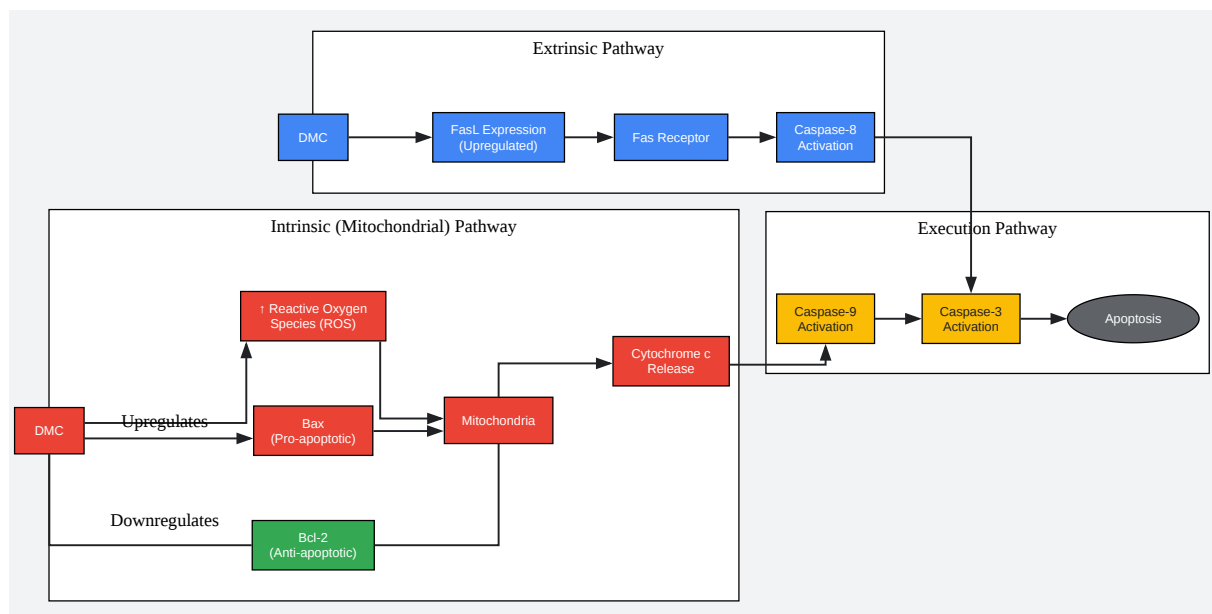 Extrinsic Pathway
DMC
FasL Expression
(Upregulated)
Fas Receptor
Caspase-8
Activation
Intrinsic (Mitochondrial) Pathway
↑ Reactive Oxygen
Species (ROS)
DMC
Upregulates
Bax
(Pro-apoptotic)
Mitochondria
Cytochrome c
Release
Downregulates
Bcl-2
(Anti-apoptotic)
Execution Pathway
Caspase-9
Activation
Caspase-3
Activation
Apoptosis